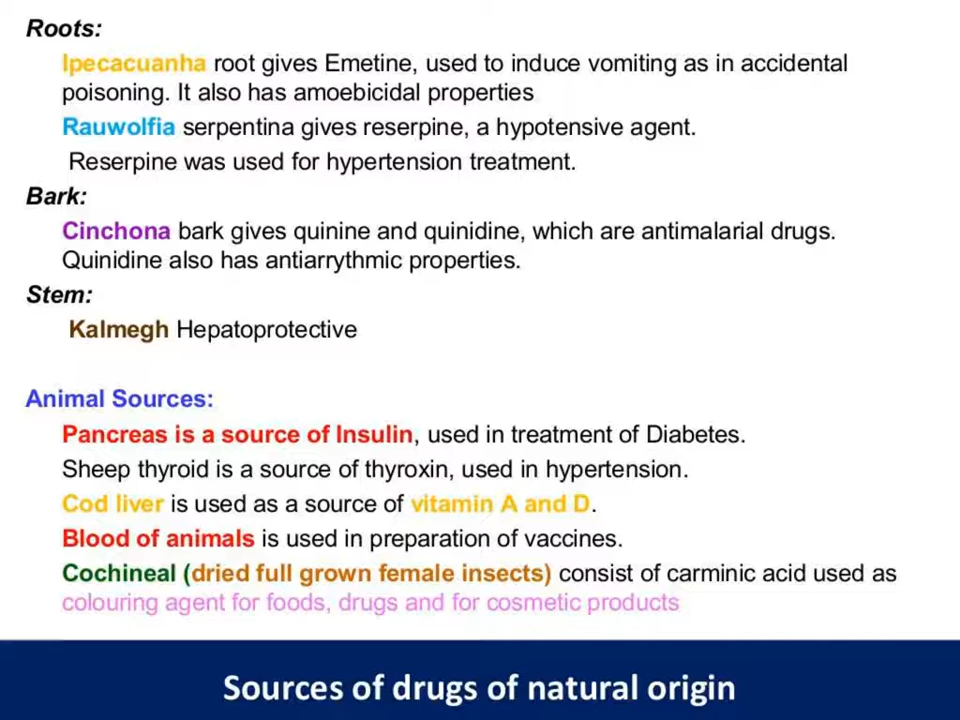 Roots:
Ipecacuanha root gives Emetine, used to induce vomiting as in accidental
poisoning. It also has amoebicidal properties
Rauwolfia serpentina gives reserpine, a hypotensive agent.
Reserpine was used for hypertension treatment.
Bark:
Cinchona bark gives quinine and quinidine, which are antimalarial drugs.
Quinidine also has antiarrythmic properties.
Stem:
Kalmegh Hepatoprotective
Animal Sources:
Pancreas is a source of Insulin, used in treatment of Diabetes.
Sheep thyroid is a source of thyroxin, used in hypertension.
Cod liver is used as a source of vitamin A and D.
Blood of animals is used in preparation of vaccines.
Cochineal (dried full grown female insects) consist of carminic acid used as
colouring agent for foods, drugs and for cosmetic products
Sources of drugs of natural origin